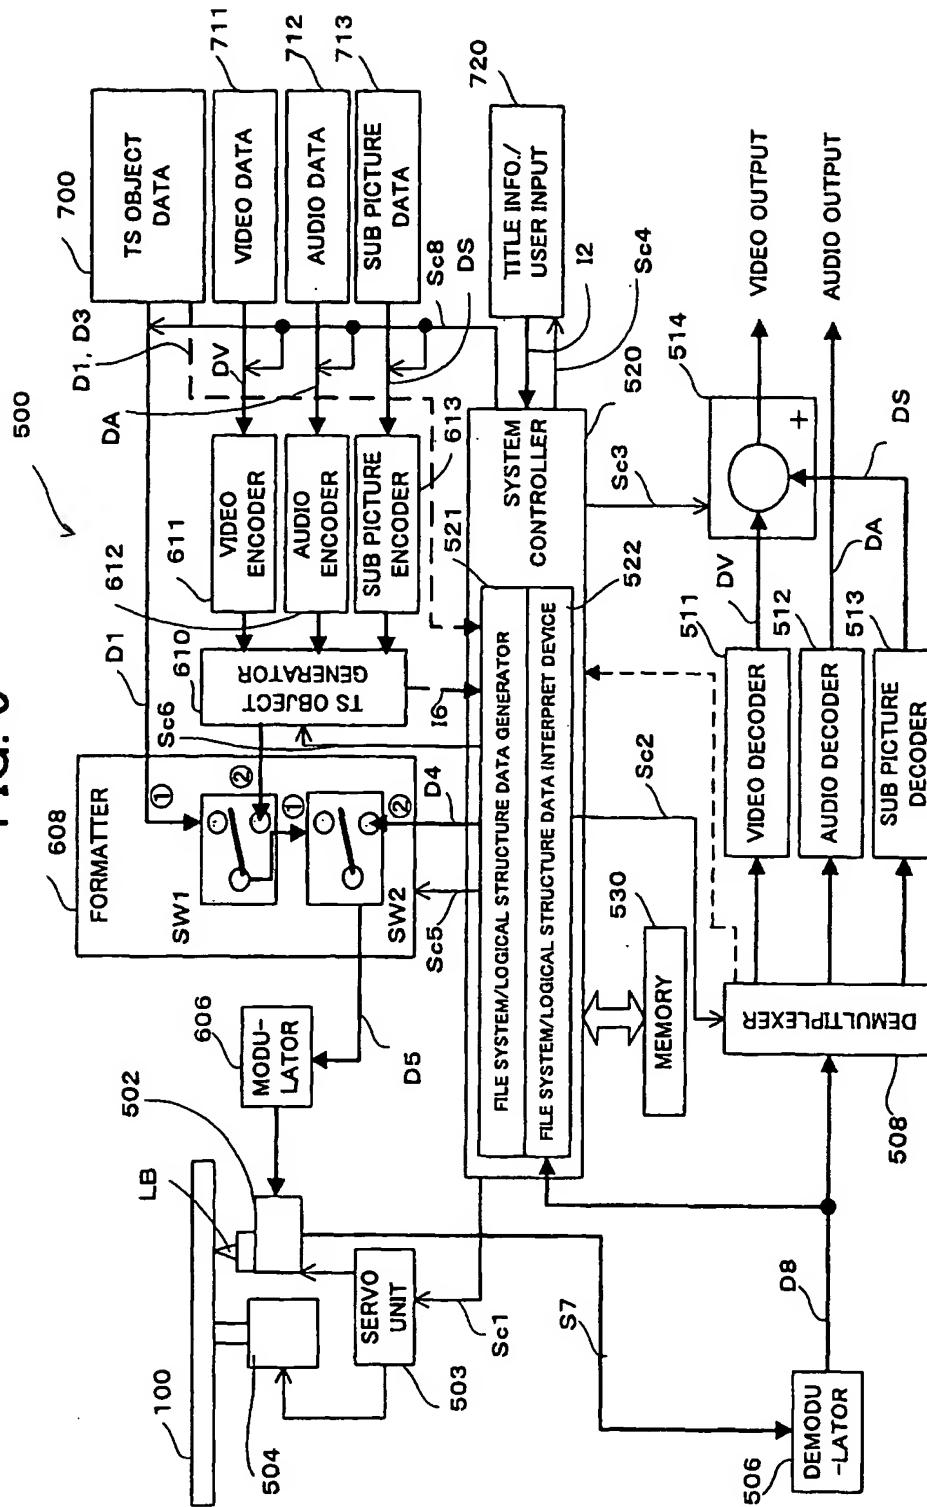 500
700
TS OBJECT
DATA
711
VIDEO DATA
712
AUDIO DATA
713
SUB PICTURE
DATA
D1, D3
DV
DA
Sc8
DS
720
TITLE INFO./
USER INPUT
I2
Sc4
D1
Sc6
612
611
VIDEO
ENCODER
AUDIO
ENCODER
SUB PICTURE
ENCODER
613
610
TS OBJECT
GENERATOR
I6
608
FORMATTER
①
②
SW1
①
②
SW2
Sc5
D4
D5
606
MODU-
LATOR
502
LB
100
504
SERVO
UNIT
503
Sc1
S7
521
SYSTEM
CONTROLLER
520
FILE SYSTEM/LOGICAL STRUCTURE DATA GENERATOR
522
FILE SYSTEM/LOGICAL STRUCTURE DATA INTERPRET DEVICE
Sc3
Sc2
530
MEMORY
514
+
VIDEO OUTPUT
AUDIO OUTPUT
DS
DV
DA
511
VIDEO DECODER
512
AUDIO DECODER
513
SUB PICTURE
DECODER
DEMULTIPLEXER
508
D8
DEMODU
-LATOR
506